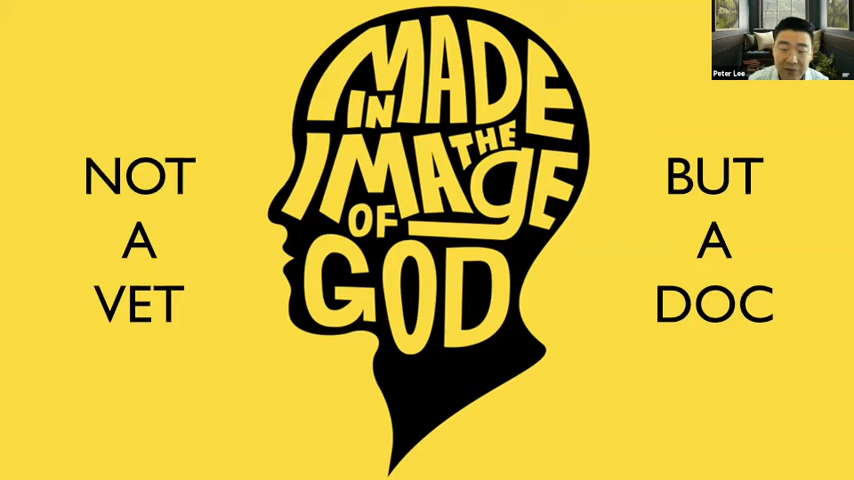 MADE
IN THE
IMAgE
OF
GOD
NOT
A
VET
BUT
A
DOC
Peter Lee